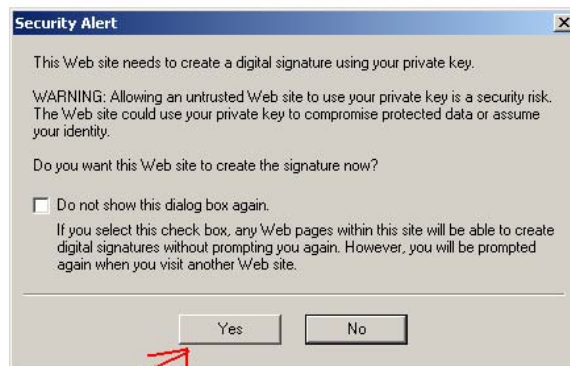 Security Alert
This Web site needs to create a digital signature using your private key.
WARNING: Allowing an untrusted Web site to use your private key is a security risk.
The Web site could use your private key to compromise protected data or assume
your identity.
Do you want this Web site to create the signature now?
Do not show this dialog box again.
If you select this check box, any Web pages within this site will be able to create
digital signatures without prompting you again. However, you will be prompted
again when you visit another Web site.
Yes No